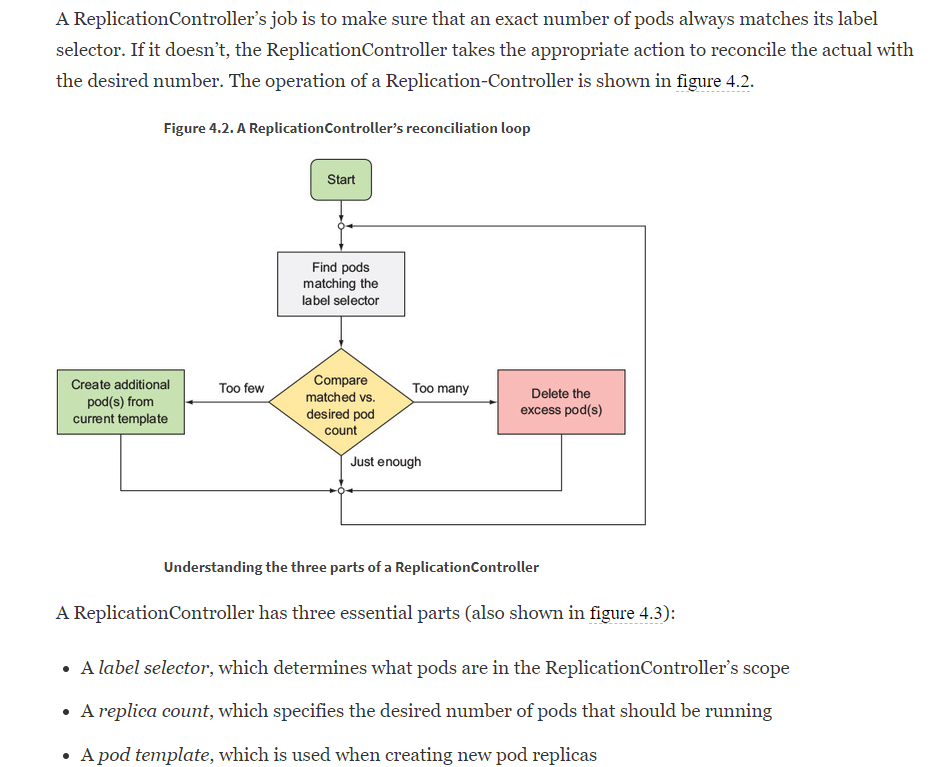 A ReplicationController’s job is to make sure that an exact number of pods always matches its label
selector. If it doesn’t, the ReplicationController takes the appropriate action to reconcile the actual with
the desired number. The operation of a Replication-Controller is shown in figure 4.2.
Figure 4.2. A ReplicationController’s reconciliation loop
Start
Find pods
matching the
label selector
Create additional
pod(s) from
current template
Too few
Compare
matched vs.
desired pod
count
Too many
Delete the
excess pod(s)
Just enough
Understanding the three parts of a ReplicationController
A ReplicationController has three essential parts (also shown in figure 4.3):
• A label selector, which determines what pods are in the ReplicationController’s scope
• A replica count, which specifies the desired number of pods that should be running
• A pod template, which is used when creating new pod replicas